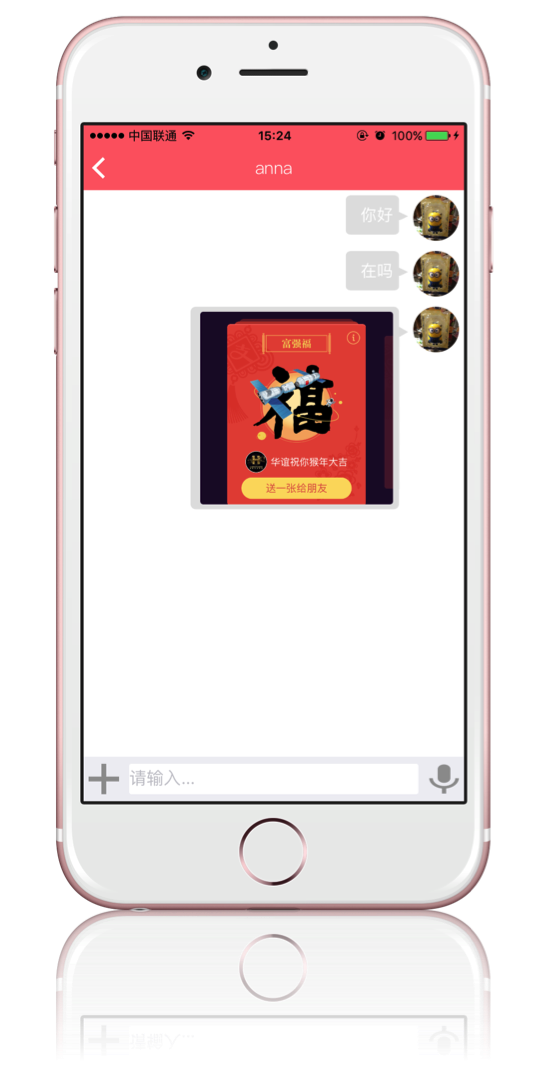 中国联通 15:24 100%
anna
你好
在吗
富强福
福
华谊祝你猴年大吉
送一张给朋友
请输入...